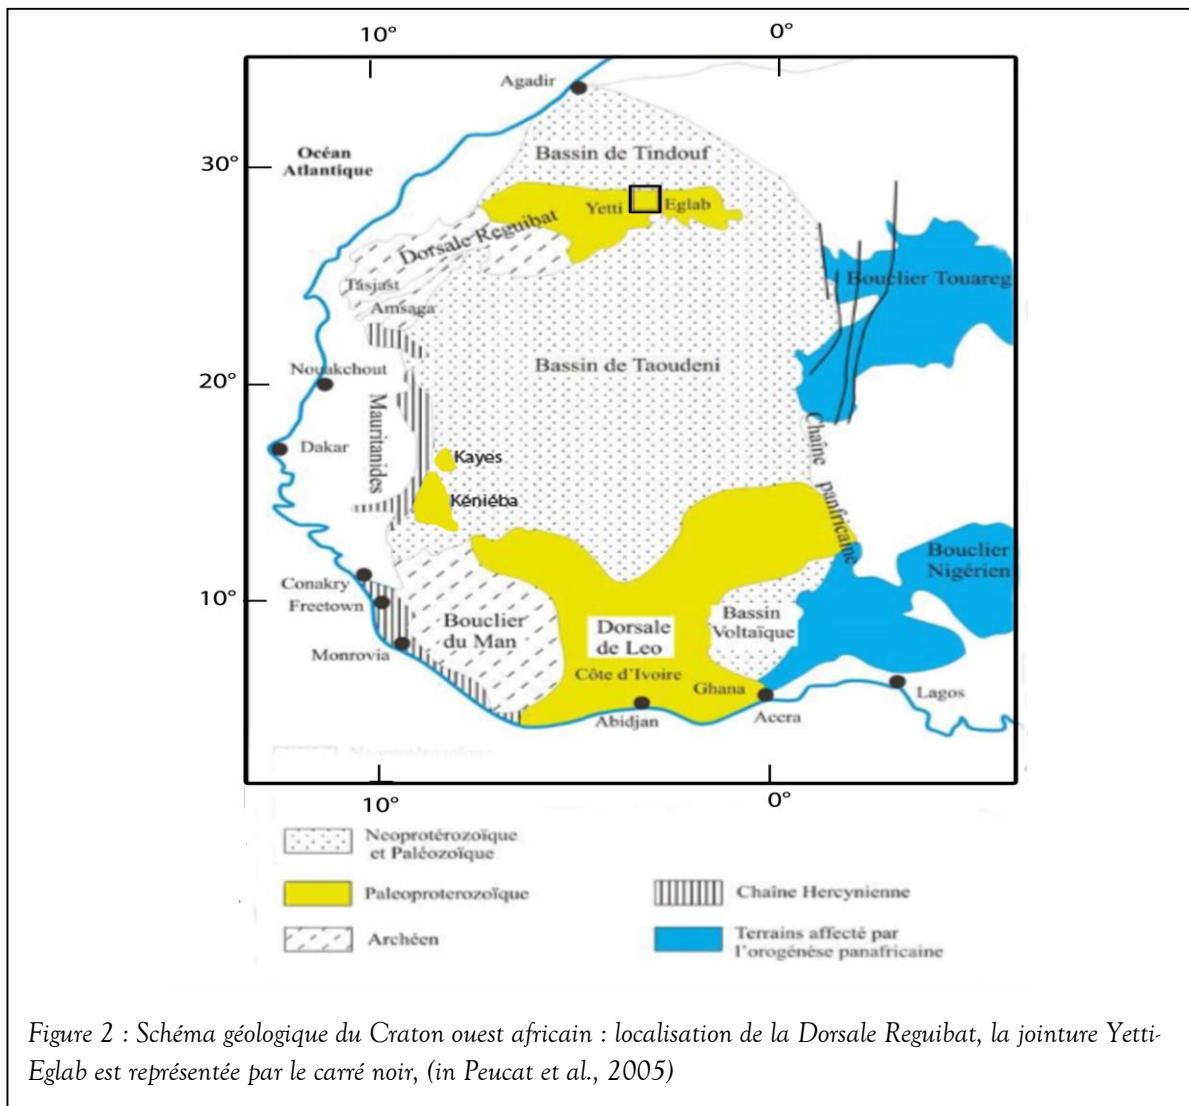 10°
0°
Agadir
Océan
Atlantique
30°
Bassin de Tindouf
Yetti
Eglab
Dorsale Reguibat
Tasjast
Amsaga
Bouclier Touareg
Bassin de Taoudeni
Nouakchout
20°
Mauritanides
Dakar
Kayes
Kéniéba
Chaîne panfricaine
Bouclier
Nigérien
Conakry
Freetown
10°
Monrovia
Bouclier
du Man
Dorsale
de Leo
Bassin
Voltaïque
Côte d'Ivoire
Ghana
Abidjan
Accra
Lagos
Neoprotérozoïque
10°
0°
Neoprotérozoïque
et Paléozoïque
Paleoproterozoïque
Archéen
Chaîne Hercynienne
Terrains affecté par
l'orogénèse panafricaine
Figure 2 : Schéma géologique du Craton ouest africain : localisation de la Dorsale Reguibat, la jointure Yetti-
Eglab est représentée par le carré noir, (in Peucat et al., 2005)